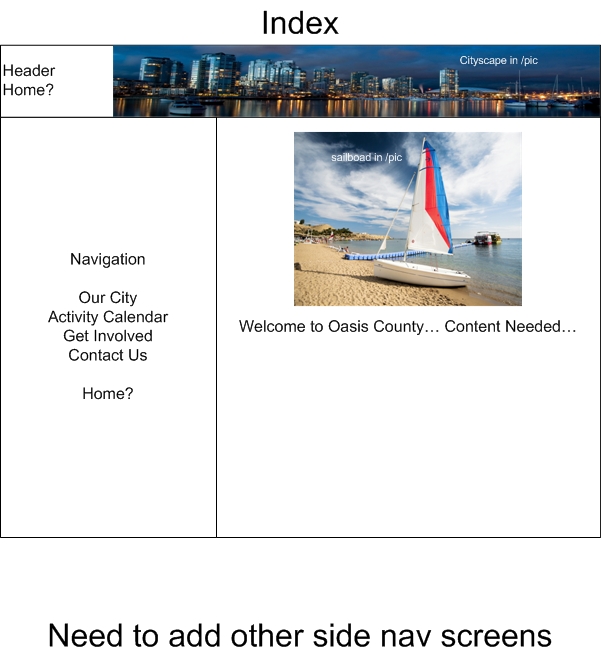 Index
Header
Home?
Cityscape in /pic
sailboad in /pic
Navigation
Our City
Activity Calendar
Get Involved
Contact Us
Home?
Welcome to Oasis County… Content Needed…
Need to add other side nav screens